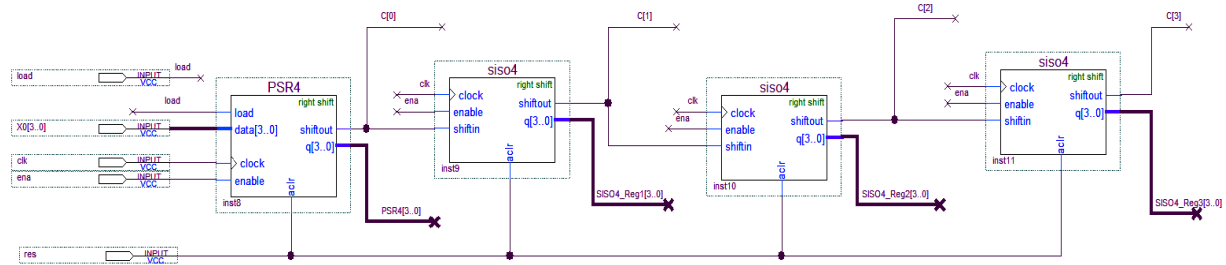 C[0]
C[1]
C[2]
C[3]
load
INPUT
VCC
load
PSR4
right shift
load
load
data[3..0]
shiftout
q[3..0]
clock
enable
aclr
inst8
X0[3..0]
INPUT
VCC
clk
INPUT
VCC
ena
INPUT
VCC
PSR4[3..0]
siso4
right shift
clk
ena
clock
shiftout
enable
q[3..0]
shiftin
aclr
inst9
SISO4_Reg1[3..0]
siso4
right shift
clk
ena
clock
shiftout
enable
q[3..0]
shiftin
aclr
inst10
SISO4_Reg2[3..0]
siso4
right shift
clk
ena
clock
shiftout
enable
q[3..0]
shiftin
aclr
inst11
SISO4_Reg3[3..0]
res
INPUT
VCC